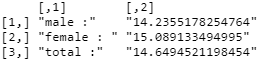 [,1] [,2]
[1,] "male :" "14.2355178254764"
[2,] "female : " "15.089133494995"
[3,] "total :" "14.6494521198454"